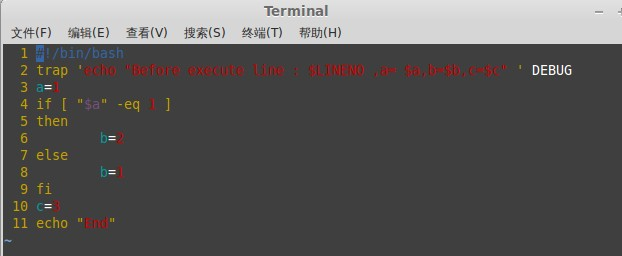 Terminal
文件(F) 编辑(E) 查看(V) 搜索(S) 终端(T) 帮助(H)
1 #!/bin/bash
2 trap 'echo "Before execute line : $LINENO ,a= $a,b=$b,c=$c" ' DEBUG
3 a=1
4 if [ "$a" -eq 1 ]
5 then
6 b=2
7 else
8 b=1
9 fi
10 c=3
11 echo "End"
~